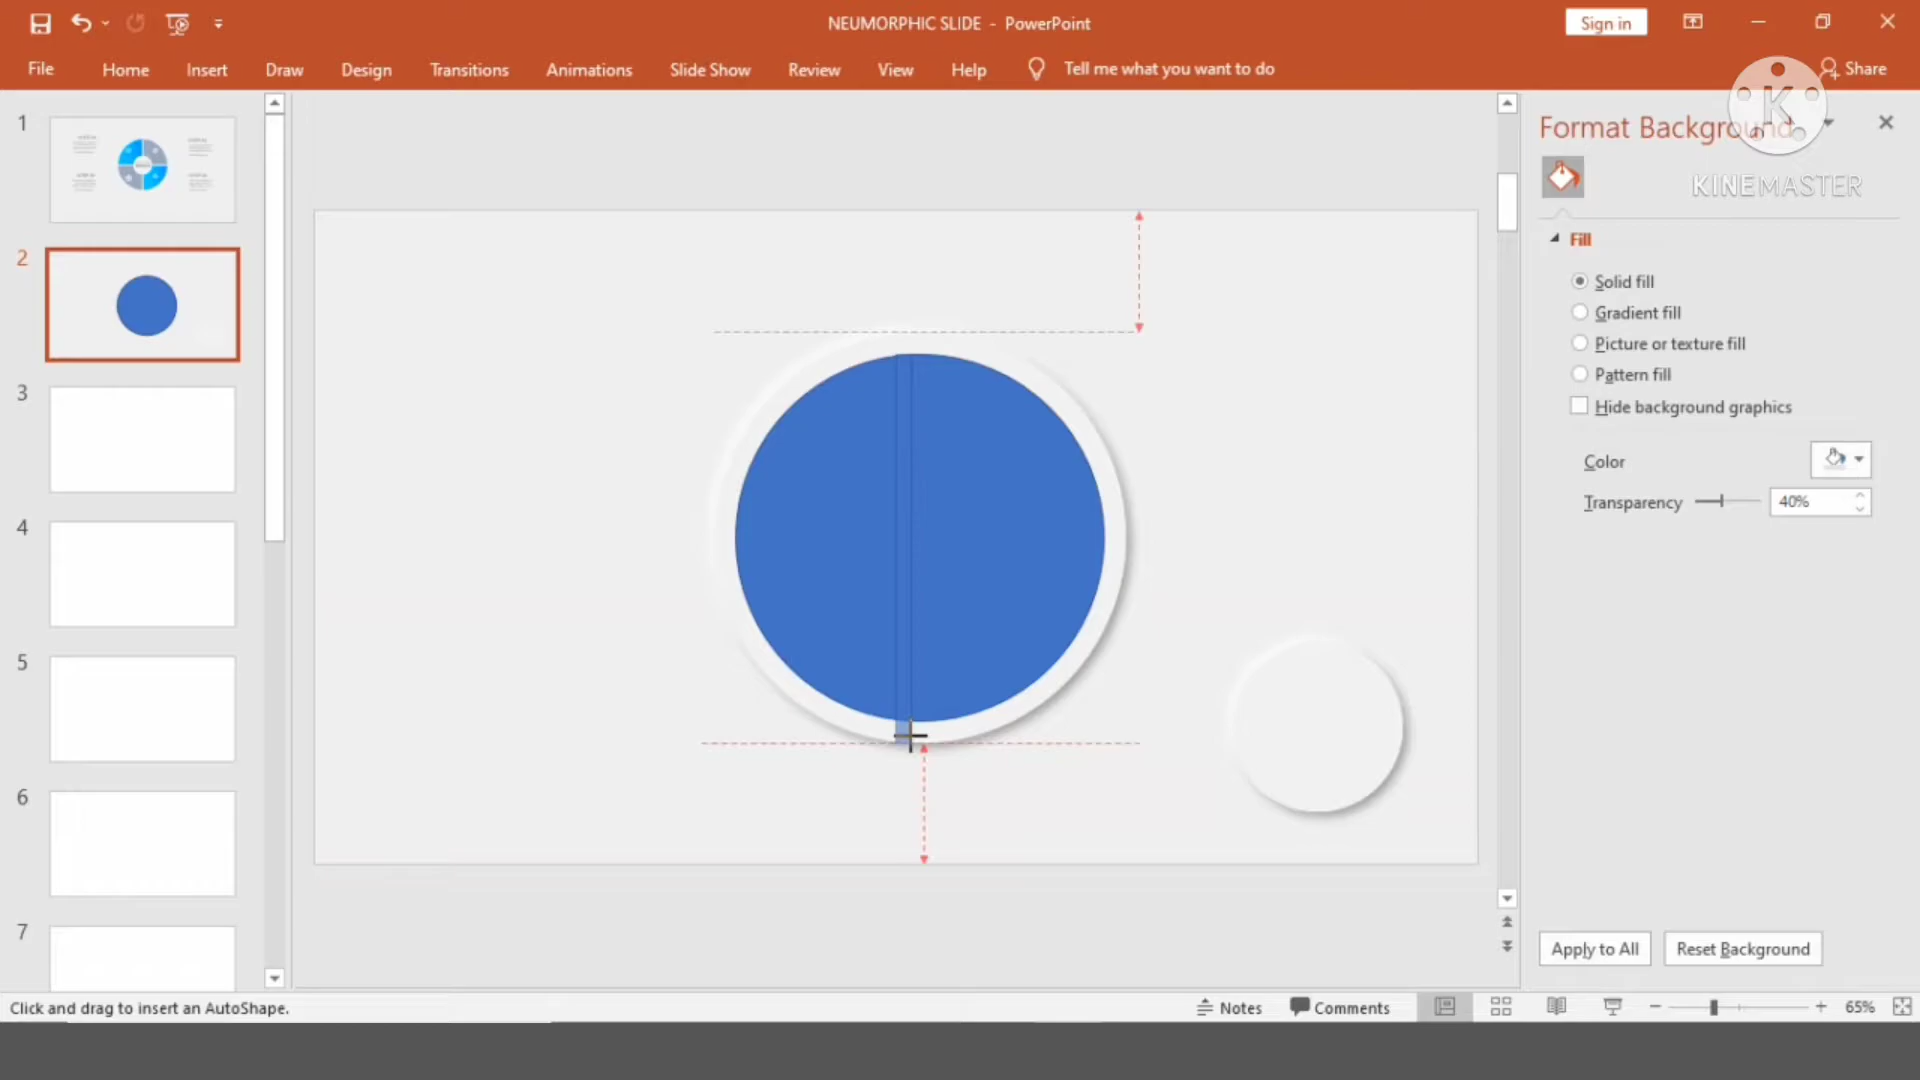 NEUMORPHIC SLIDE - PowerPoint
Sign in
File Home Insert Draw Design Transitions Animations Slide Show Review View Help Tell me what you want to do Share
1
2
3
4
5
6
7
Format Background
KINEMASTER
Fill
Solid fill
Gradient fill
Picture or texture fill
Pattern fill
Hide background graphics
Color
Transparency 40%
Apply to All Reset Background
Click and drag to insert an AutoShape. Notes Comments 65%